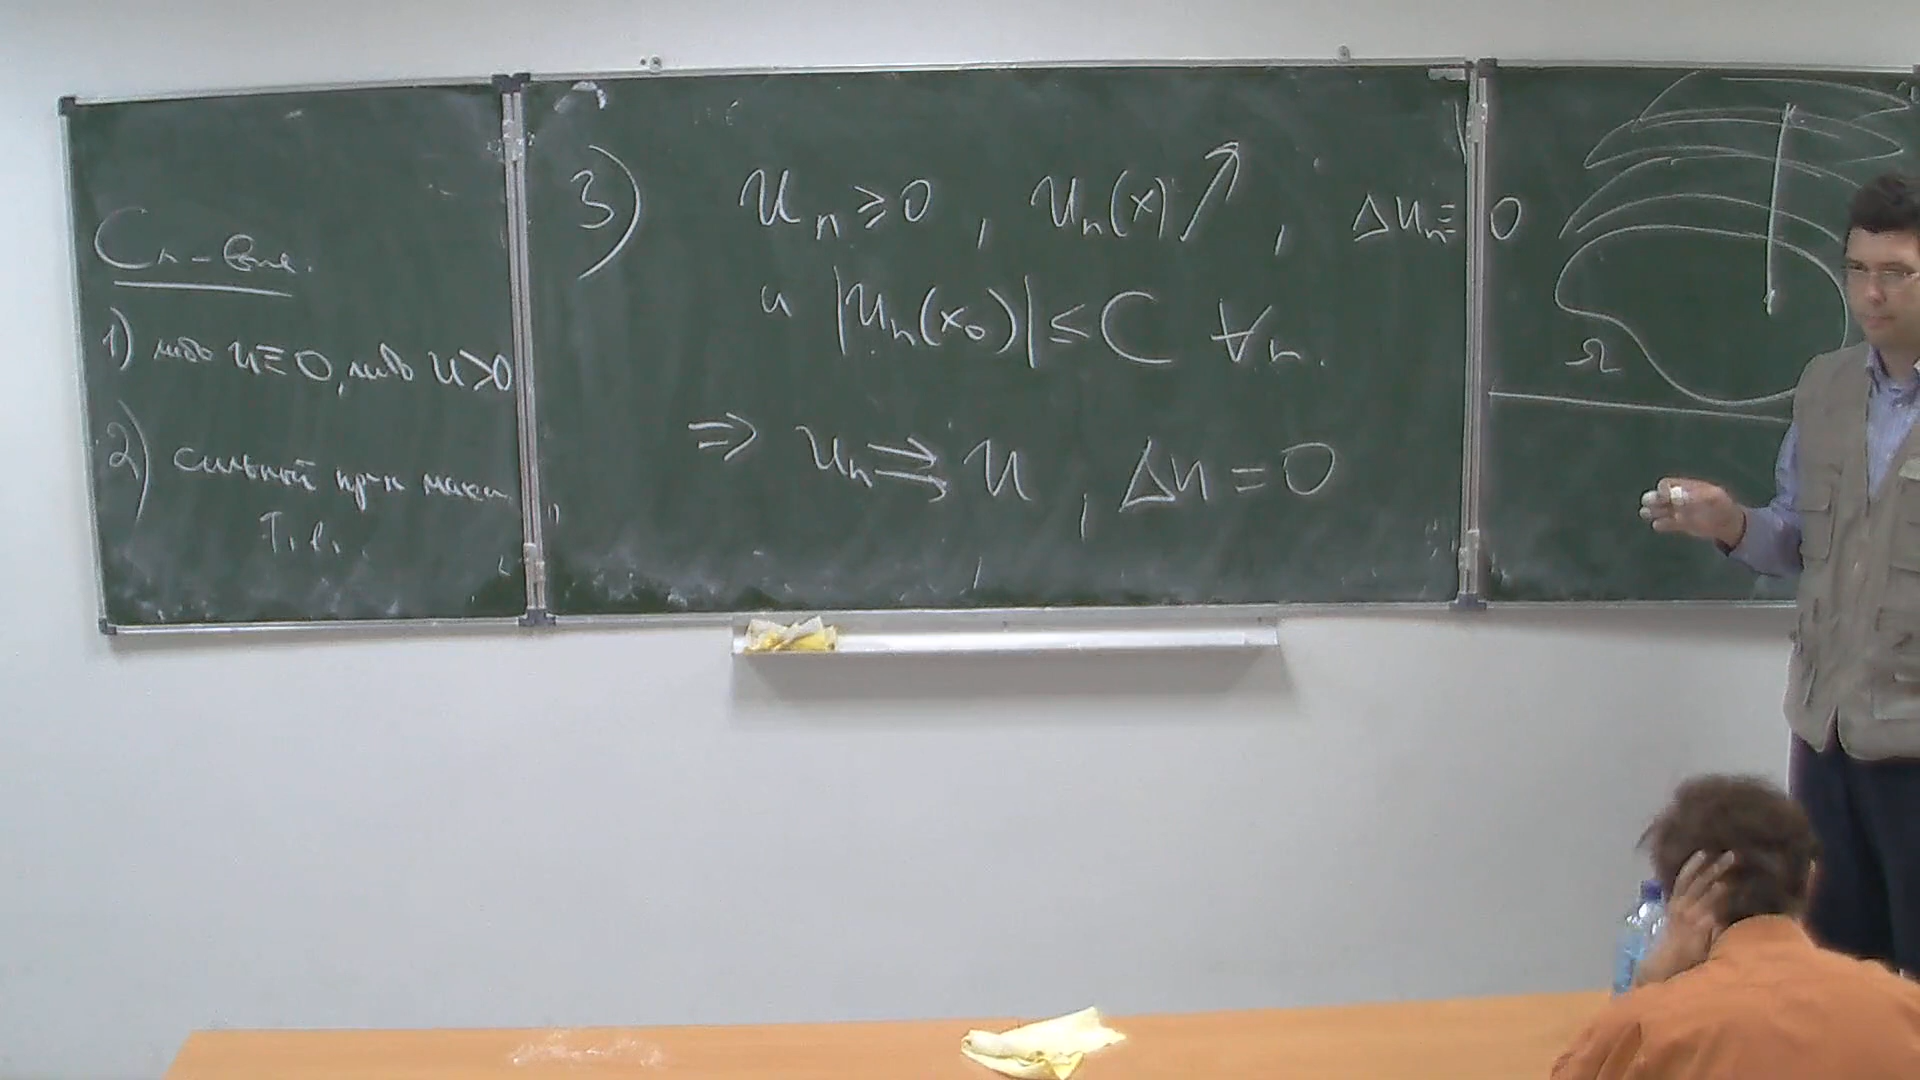 Сл-вие.
1) либо u≡0, либо u>0
2) сильный пр-п макс
3) uₙ ⩾ 0 , uₙ(x)↗ , Δuₙ ≡ 0
и |uₙ(x₀)| ≤ C ∀n.
⇒ uₙ ⇉ u , Δu = 0
Ω